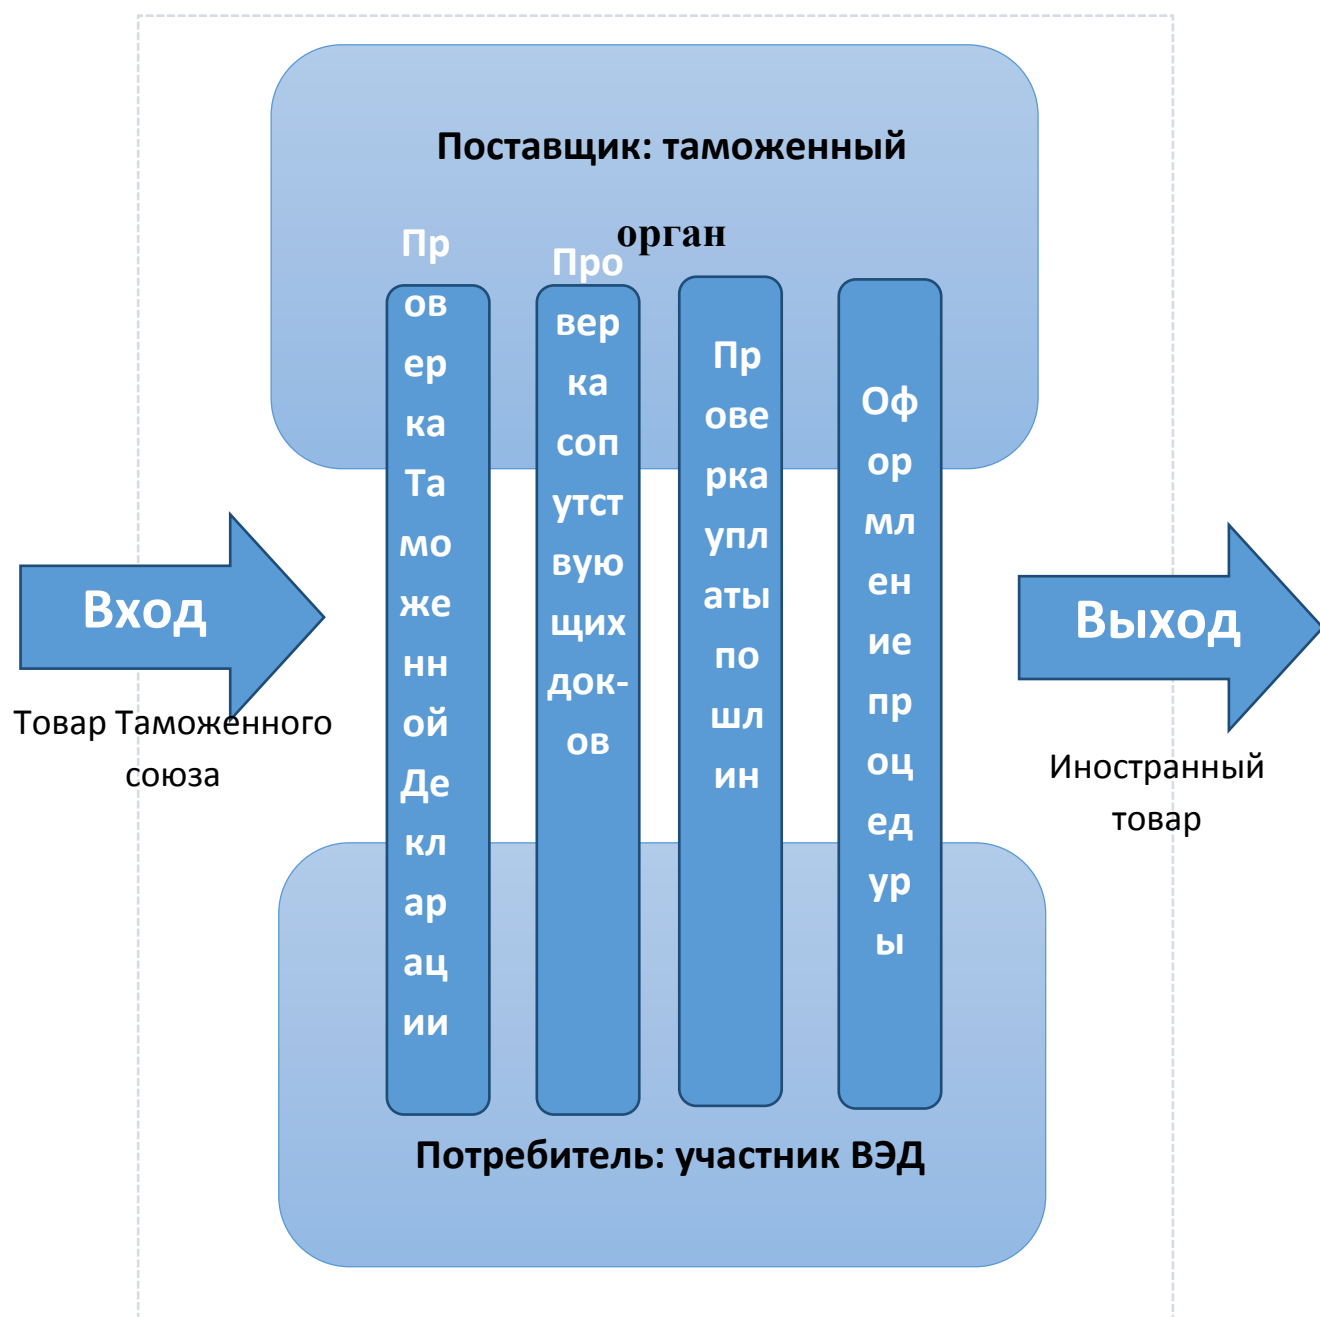 Поставщик: таможенный
орган
Пр
ов
ер
ка
Та
мо
же
нн
ой
Де
кл
ар
ац
ии
Про
вер
ка
соп
утст
вую
щих
док-
ов
Пр
ове
рка
упл
аты
по
шл
ин
Оф
ор
мл
ен
ие
пр
оц
ед
ур
ы
Вход
Товар Таможенного
союза
Выход
Иностранный
товар
Потребитель: участник ВЭД